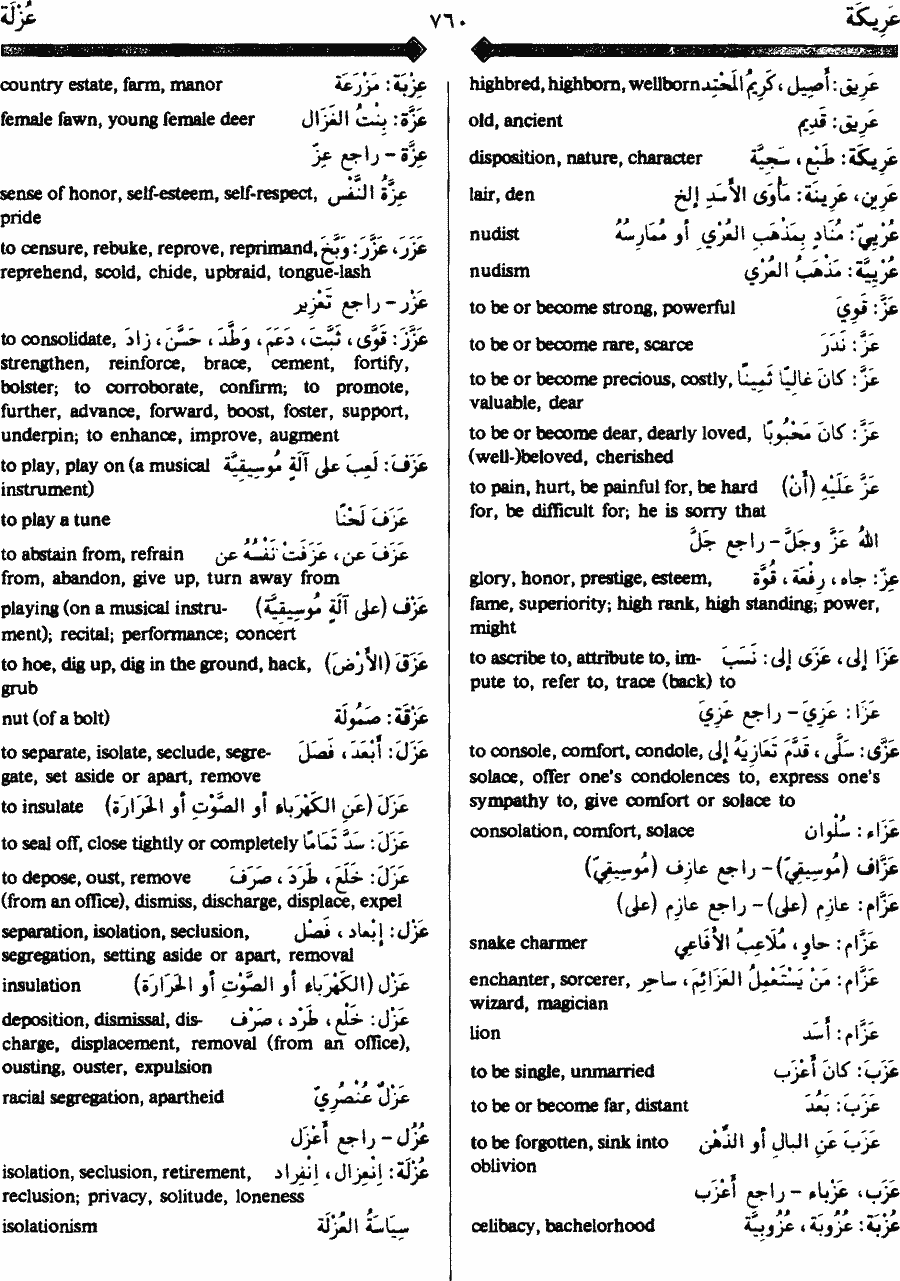 عُزْلَة ٧٦٠ عَرِيكَة
highbred, highborn, wellborn عَرِيق: أَصِيل، كَرِيمُ المَحْتِد
old, ancient عَرِيق: قَدِيم
disposition, nature, character عَرِيكَة: طَبْع، سَجِيَّة
lair, den عَرِين، عَرِينَة: مَأْوَى الأَسَدِ إلخ
nudist عُرْيِيّ: مُنَادٍ بِمَذْهَبِ العُرْيِ أو مُمَارِسُهُ
nudism عُرْيِيَّة: مَذْهَبُ العُرْي
to be or become strong, powerful عَزَّ: قَوِيَ
to be or become rare, scarce عَزَّ: نَدَرَ
to be or become precious, costly, عَزَّ: كانَ غالِيًا ثَمِينًا
valuable, dear
to be or become dear, dearly loved, عَزَّ: كانَ مَحْبُوبًا
(well-)beloved, cherished
to pain, hurt, be painful for, be hard عَزَّ عَلَيْهِ (أَنْ)
for, be difficult for; he is sorry that
اللهُ عَزَّ وجَلَّ - راجع جَلَّ
glory, honor, prestige, esteem, عِزّ: جاه، رِفْعَة، قُوَّة
fame, superiority; high rank, high standing; power,
might
to ascribe to, attribute to, im- عَزَا إلى، عَزَى إلى: نَسَبَ
pute to, refer to, trace (back) to
عَزَا: عَزِيَ - راجع عَزِيَ
to console, comfort, condole, عَزَّى: سَلَّى، قَدَّمَ تَعَازِيَهُ إلى
solace, offer one's condolences to, express one's
sympathy to, give comfort or solace to
consolation, comfort, solace عَزَاء: سُلْوان
عَزَّاف (مُوسِيقِيّ) - راجع عازِف (مُوسِيقِيّ)
عَزَّام: عازِم (على) - راجع عازِم (على)
snake charmer عَزَّام: حاوٍ، مُلَاعِبُ الأَفَاعِي
enchanter, sorcerer, عَزَّام: مَنْ يَسْتَعْمِلُ العَزَائِمَ، ساحِر
wizard, magician
lion عَزَّام: أَسَد
to be single, unmarried عَزَبَ: كانَ أَعْزَب
to be or become far, distant عَزَبَ: بَعُدَ
to be forgotten, sink into عَزَبَ عَنِ البالِ أو الذِّهْن
oblivion
عَزَب، عَزْباء - راجع أَعْزَب
celibacy, bachelorhood عُزْبَة: عُزُوبَة، عُزُوبِيَّة
country estate, farm, manor عِزْبَة: مَزْرَعَة
female fawn, young female deer عَزَّة: بِنْتُ الغَزَال
عِزَّة - راجع عِزّ
sense of honor, self-esteem, self-respect, عِزَّةُ النَّفْس
pride
to censure, rebuke, reprove, reprimand, عَزَرَ، عَزَّرَ: وَبَّخَ
reprehend, scold, chide, upbraid, tongue-lash
عَزْر - راجع تَعْزِير
to consolidate, عَزَّزَ: قَوَّى، ثَبَّتَ، دَعَمَ، وَطَّدَ، حَسَّنَ، زادَ
strengthen, reinforce, brace, cement, fortify,
bolster; to corroborate, confirm; to promote,
further, advance, forward, boost, foster, support,
underpin; to enhance, improve, augment
to play, play on (a musical عَزَفَ: لَعِبَ على آلَةٍ مُوسِيقِيَّة
instrument)
to play a tune عَزَفَ لَحْنًا
to abstain from, refrain عَزَفَ عن، عَزَفَتْ نَفْسُهُ عن
from, abandon, give up, turn away from
playing (on a musical instru- عَزْف (على آلَةٍ مُوسِيقِيَّة)
ment); recital; performance; concert
to hoe, dig up, dig in the ground, hack, عَزَقَ (الأَرْضَ)
grub
nut (of a bolt) عَزْقَة: صَمُولَة
to separate, isolate, seclude, segre- عَزَلَ: أَبْعَدَ، فَصَلَ
gate, set aside or apart, remove
to insulate عَزَلَ (عَنِ الكَهْرَباءِ أو الصَّوْتِ أو الحَرَارَة)
to seal off, close tightly or completely عَزَلَ: سَدَّ تَمَامًا
to depose, oust, remove عَزَلَ: خَلَعَ، طَرَدَ، صَرَفَ
(from an office), dismiss, discharge, displace, expel
separation, isolation, seclusion, عَزْل: إبْعاد، فَصْل
segregation, setting aside or apart, removal
insulation عَزْل (الكَهْرَباءِ أو الصَّوْتِ أو الحَرَارَة)
deposition, dismissal, dis- عَزْل: خَلْع، طَرْد، صَرْف
charge, displacement, removal (from an office),
ousting, ouster, expulsion
racial segregation, apartheid عَزْلٌ عُنْصُرِيّ
عُزُل - راجع أَعْزَل
isolation, seclusion, retirement, عُزْلَة: اِنْعِزال، اِنْفِراد
reclusion; privacy, solitude, loneness
isolationism سِيَاسَةُ العُزْلَة